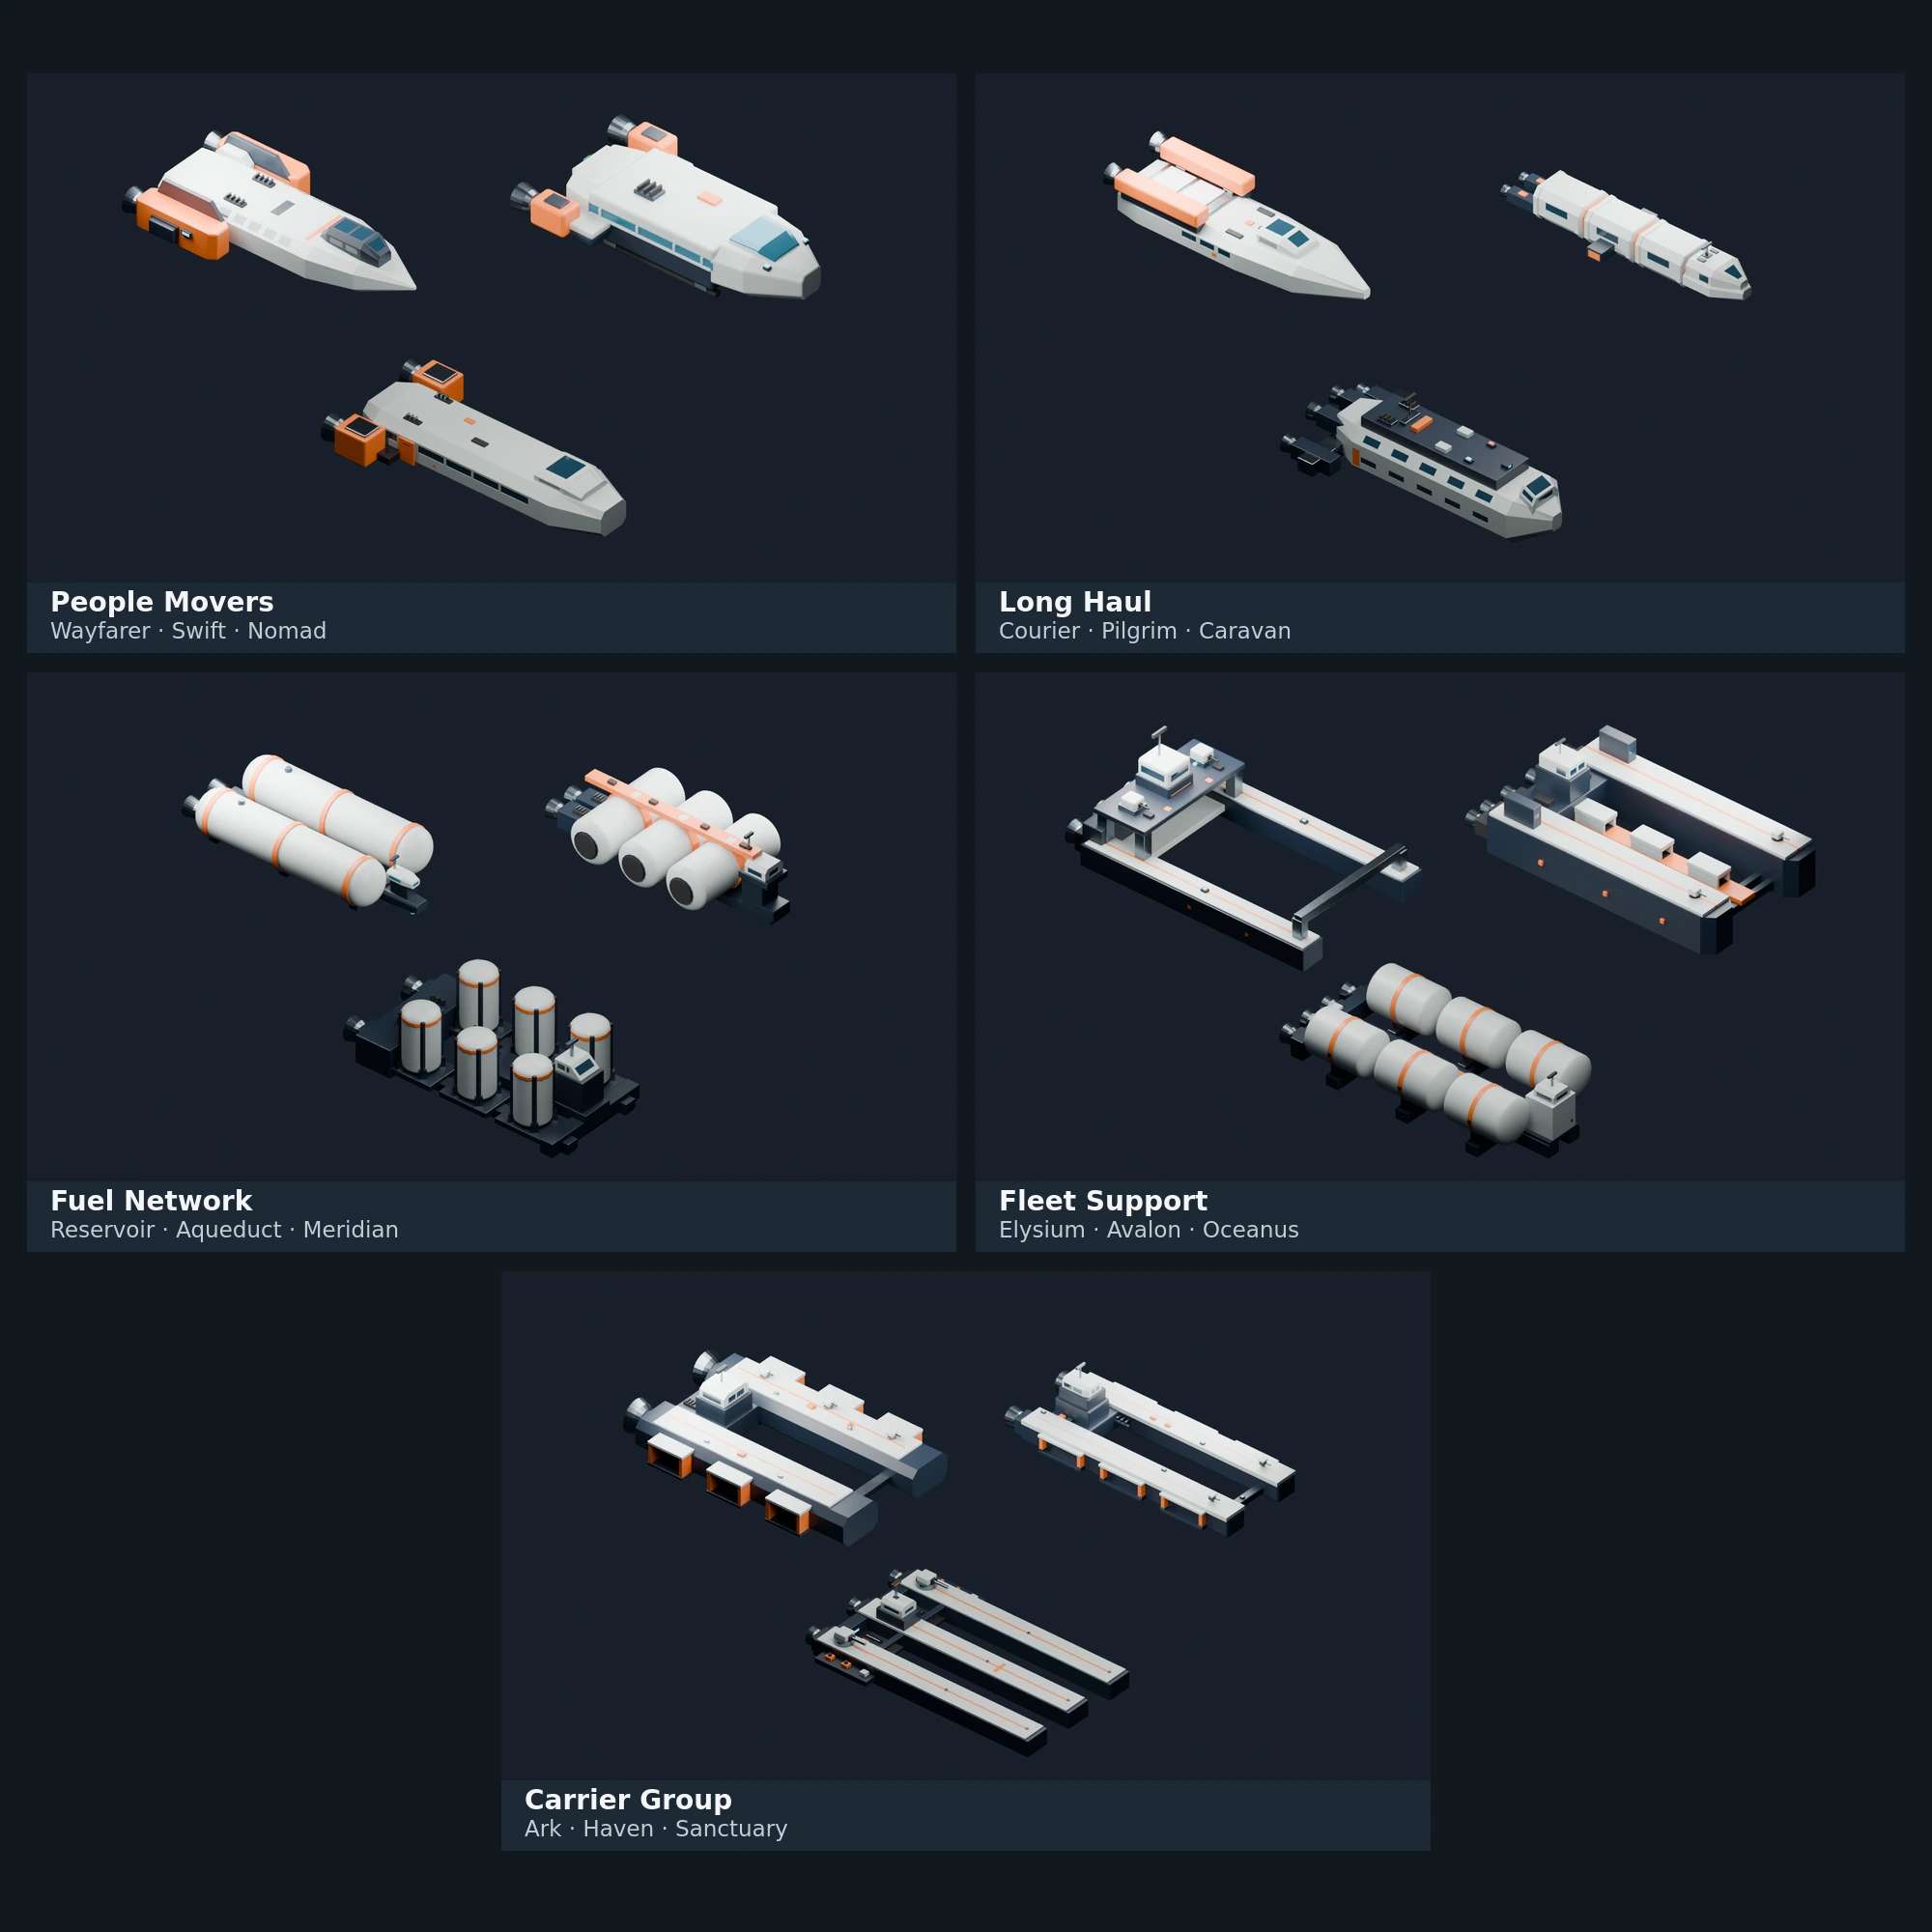 People Movers
Wayfarer · Swift · Nomad
Long Haul
Courier · Pilgrim · Caravan
Fuel Network
Reservoir · Aqueduct · Meridian
Fleet Support
Elysium · Avalon · Oceanus
Carrier Group
Ark · Haven · Sanctuary